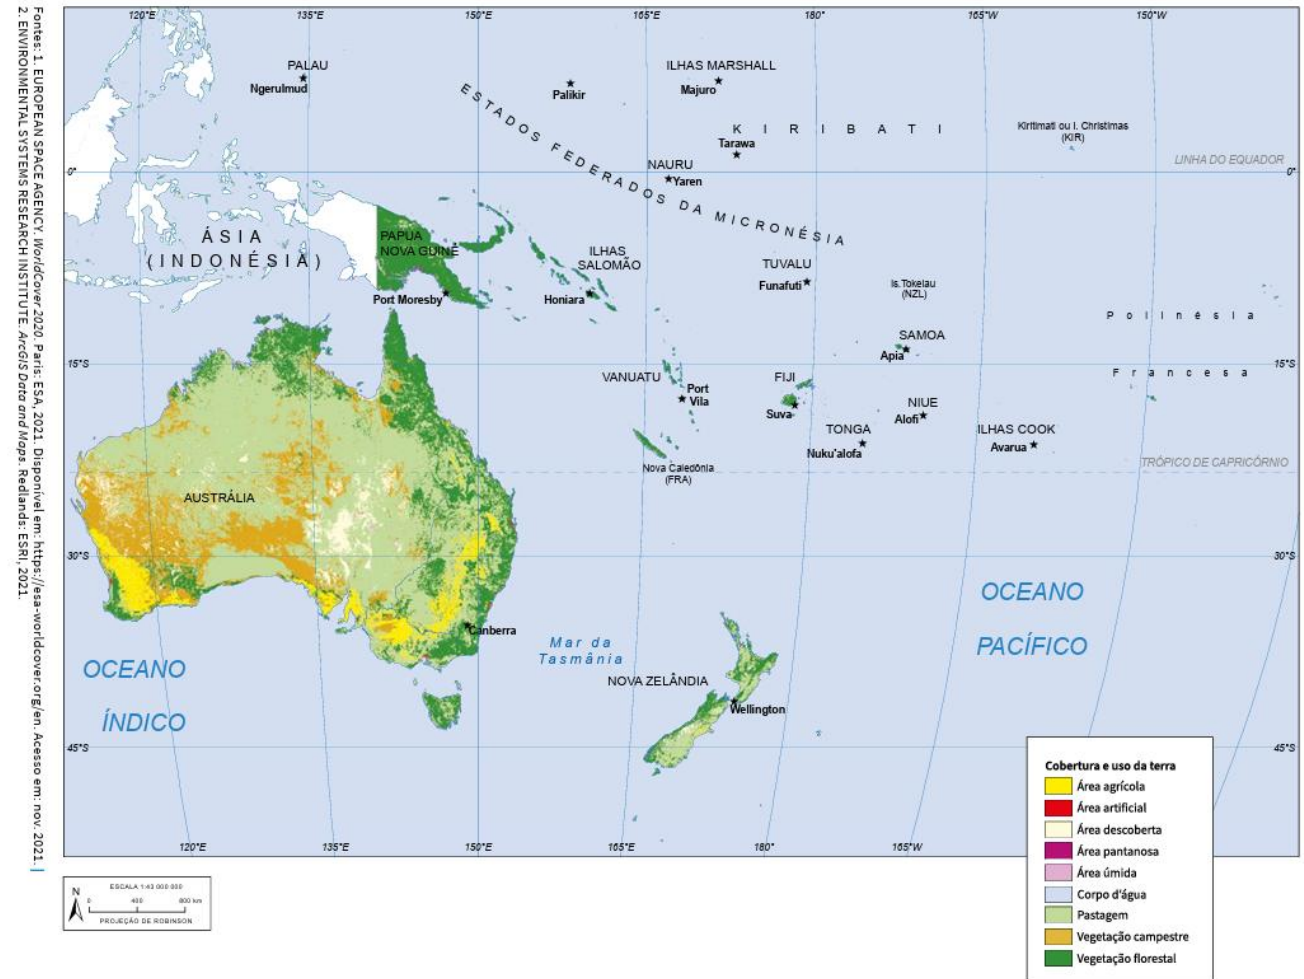 Fontes: 1. EUROPEAN SPACE AGENCY. WorldCover 2020. Paris: ESA, 2021. Disponível em: https://esa-worldcover.org/en. Acesso em: nov. 2021. |
2. ENVIRONMENTAL SYSTEMS RESEARCH INSTITUTE. ArcGIS Data and Maps. Redlands: ESRI, 2021.
120°E
135°E
165°E
180°
165°W
150°W
PALAU
Ngerulmud
Palikir
ILHAS MARSHALL
Majuro
ESTADOS FEDERADOS DA MICRONÉSIA
KIRIBATI
Tarawa
Kiritimati ou I. Christimas
(KIR)
NAURU
Yaren
LINHA DO EQUADOR
0°
0°
ÁSIA
(INDONÉSIA)
PAPUA
NOVA GUINÉ
Port Moresby
ILHAS
SALOMÃO
Honiara
TUVALU
Funafuti
Is.Tokelau
(NZL)
Polinésia
Francesa
SAMOA
Apia
15°S
15°S
VANUATU
Port
Vila
FIJI
Suva
NIUE
Alofi
TONGA
Nuku'alofa
ILHAS COOK
Avarua
Nova Caledônia
(FRA)
TRÓPICO DE CAPRICÓRNIO
AUSTRÁLIA
30°S
30°S
Canberra
OCEANO
PACÍFICO
Mar da
Tasmânia
OCEANO
ÍNDICO
NOVA ZELÂNDIA
Wellington
45°S
45°S
120°E
135°E
150°E
165°E
180°
165°W
Cobertura e uso da terra
Área agrícola
Área artificial
Área descoberta
Área pantanosa
Área úmida
Corpo d'água
Pastagem
Vegetação campestre
Vegetação florestal
N
ESCALA 1:43 000 000
0 400 800 km
PROJEÇÃO DE ROBINSON